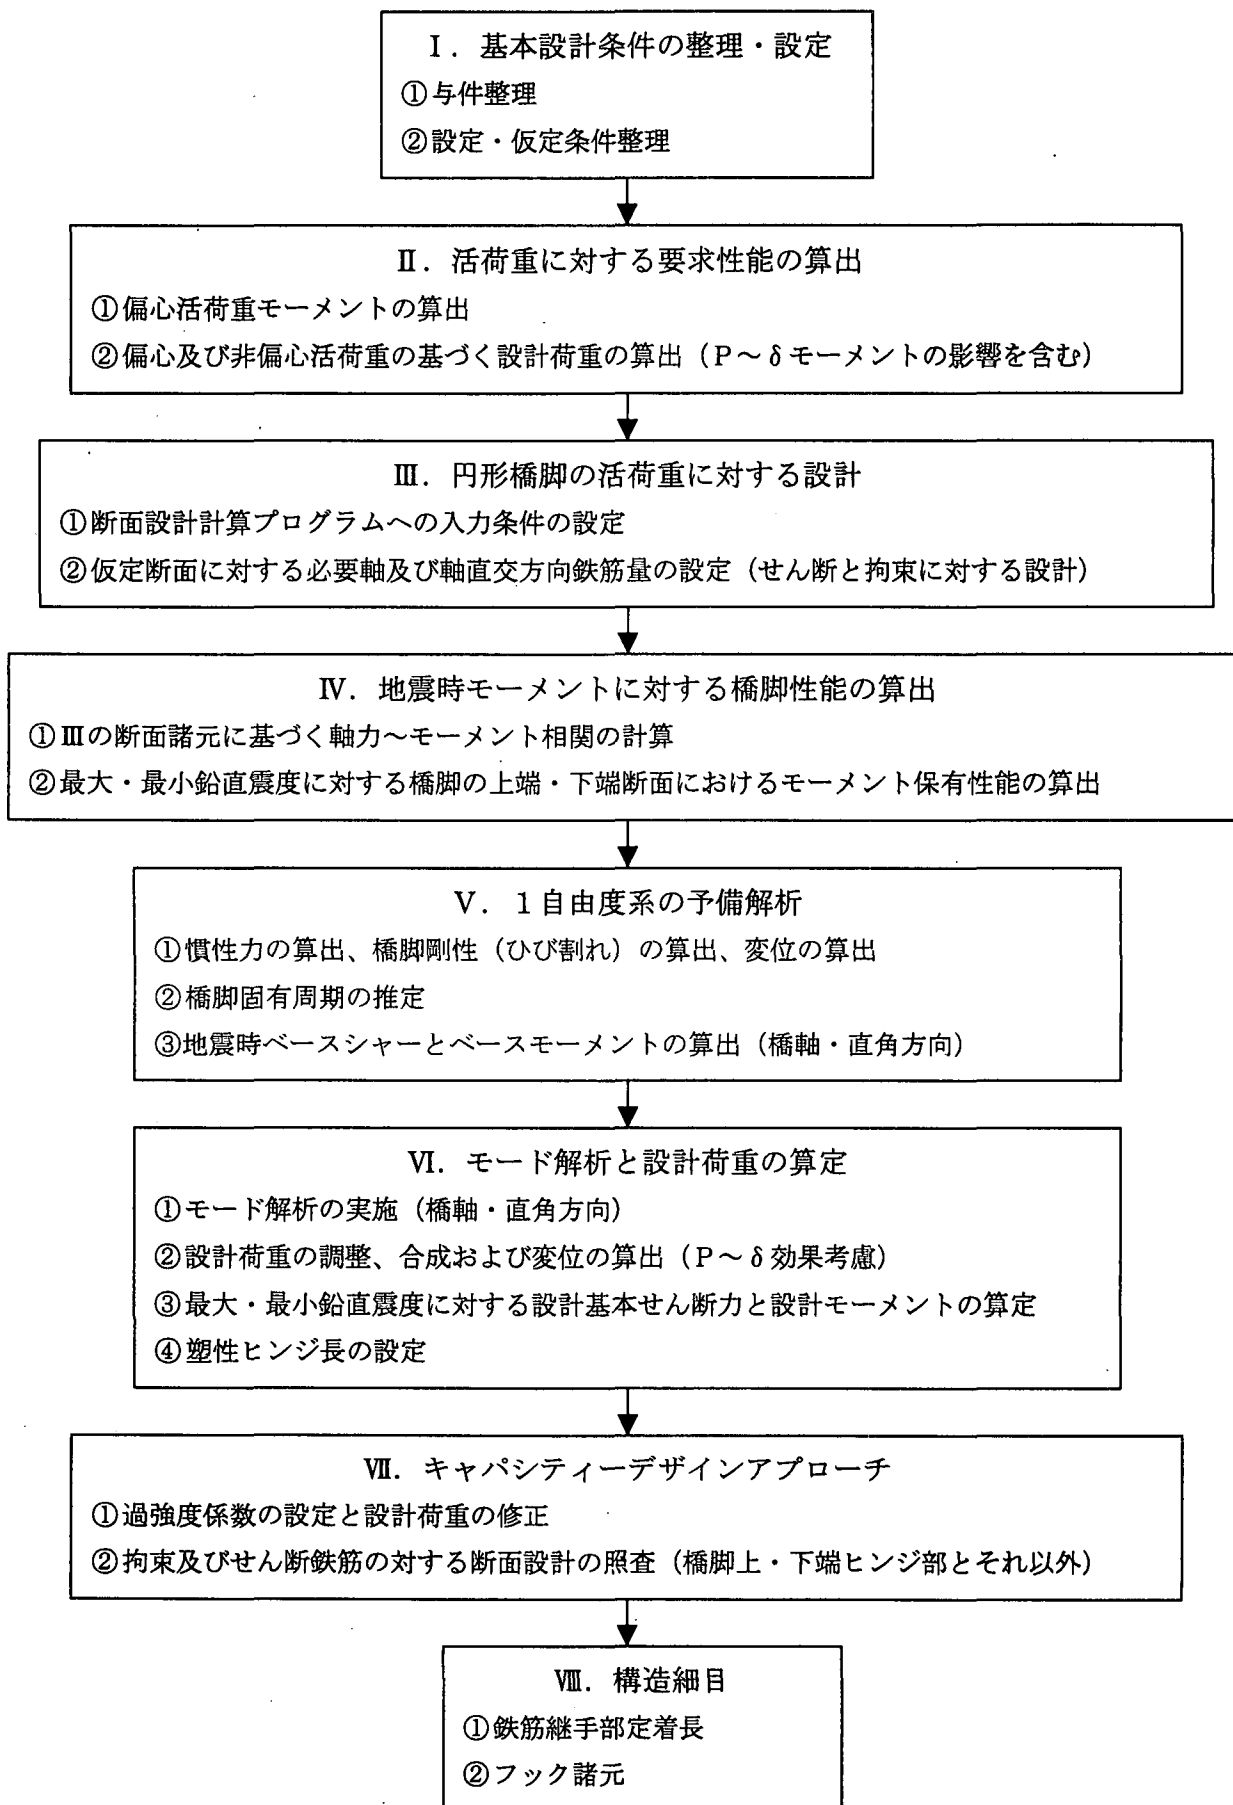 Ⅰ．基本設計条件の整理・設定
①与件整理
②設定・仮定条件整理
Ⅱ．活荷重に対する要求性能の算出
①偏心活荷重モーメントの算出
②偏心及び非偏心活荷重の基づく設計荷重の算出（Ｐ～δモーメントの影響を含む）
Ⅲ．円形橋脚の活荷重に対する設計
①断面設計計算プログラムへの入力条件の設定
②仮定断面に対する必要軸及び軸直交方向鉄筋量の設定（せん断と拘束に対する設計）
Ⅳ．地震時モーメントに対する橋脚性能の算出
①Ⅲの断面諸元に基づく軸力～モーメント相関の計算
②最大・最小鉛直震度に対する橋脚の上端・下端断面におけるモーメント保有性能の算出
Ⅴ．１自由度系の予備解析
①慣性力の算出、橋脚剛性（ひび割れ）の算出、変位の算出
②橋脚固有周期の推定
③地震時ベースシャーとベースモーメントの算出（橋軸・直角方向）
Ⅵ．モード解析と設計荷重の算定
①モード解析の実施（橋軸・直角方向）
②設計荷重の調整、合成および変位の算出（Ｐ～δ効果考慮）
③最大・最小鉛直震度に対する設計基本せん断力と設計モーメントの算定
④塑性ヒンジ長の設定
Ⅶ．キャパシティーデザインアプローチ
①過強度係数の設定と設計荷重の修正
②拘束及びせん断鉄筋の対する断面設計の照査（橋脚上・下端ヒンジ部とそれ以外）
Ⅷ．構造細目
①鉄筋継手部定着長
②フック諸元